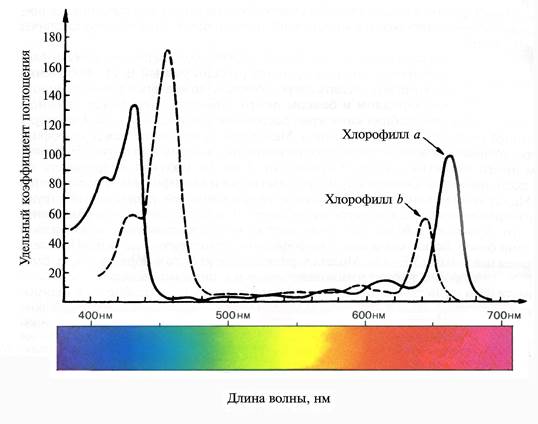 Удельный коэффициент поглощения
180
160
140
120
100
80
60
40
20
Хлорофилл a
Хлорофилл b
400нм
500нм
600нм
700нм
Длина волны, нм